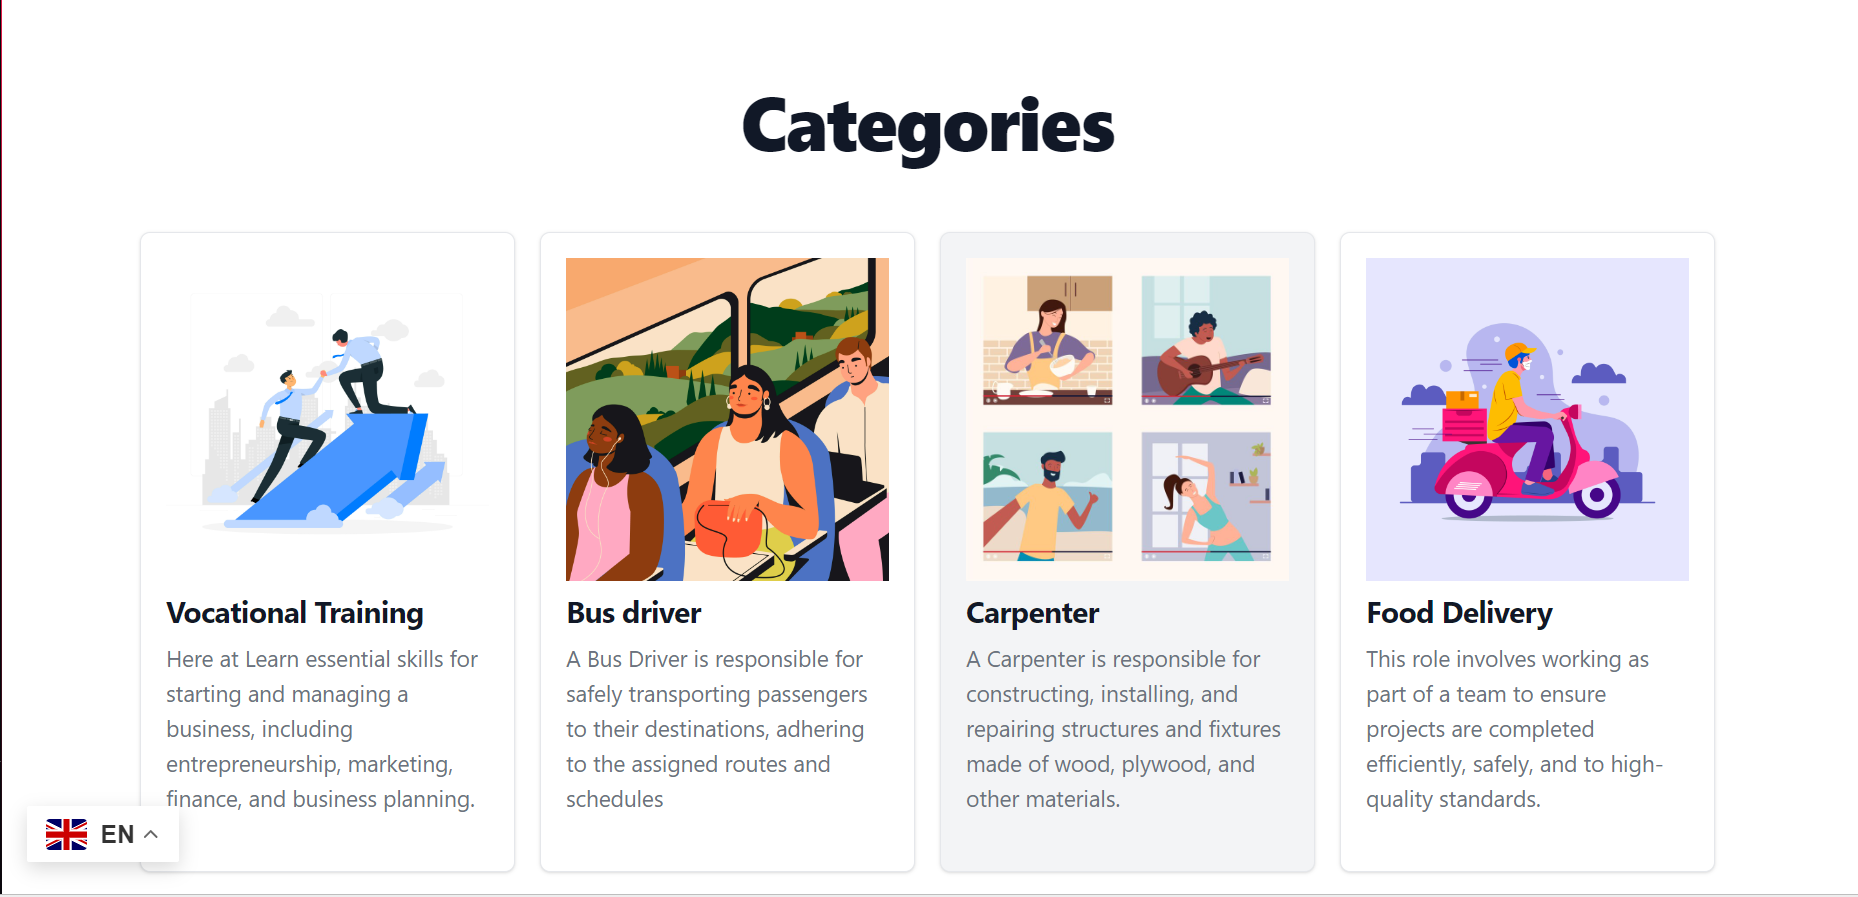 Categories
Vocational Training
Here at Learn essential skills for
starting and managing a
business, including
entrepreneurship, marketing,
finance, and business planning.
Bus driver
A Bus Driver is responsible for
safely transporting passengers
to their destinations, adhering
to the assigned routes and
schedules
Carpenter
A Carpenter is responsible for
constructing, installing, and
repairing structures and fixtures
made of wood, plywood, and
other materials.
Food Delivery
This role involves working as
part of a team to ensure
projects are completed
efficiently, safely, and to high-
quality standards.
EN